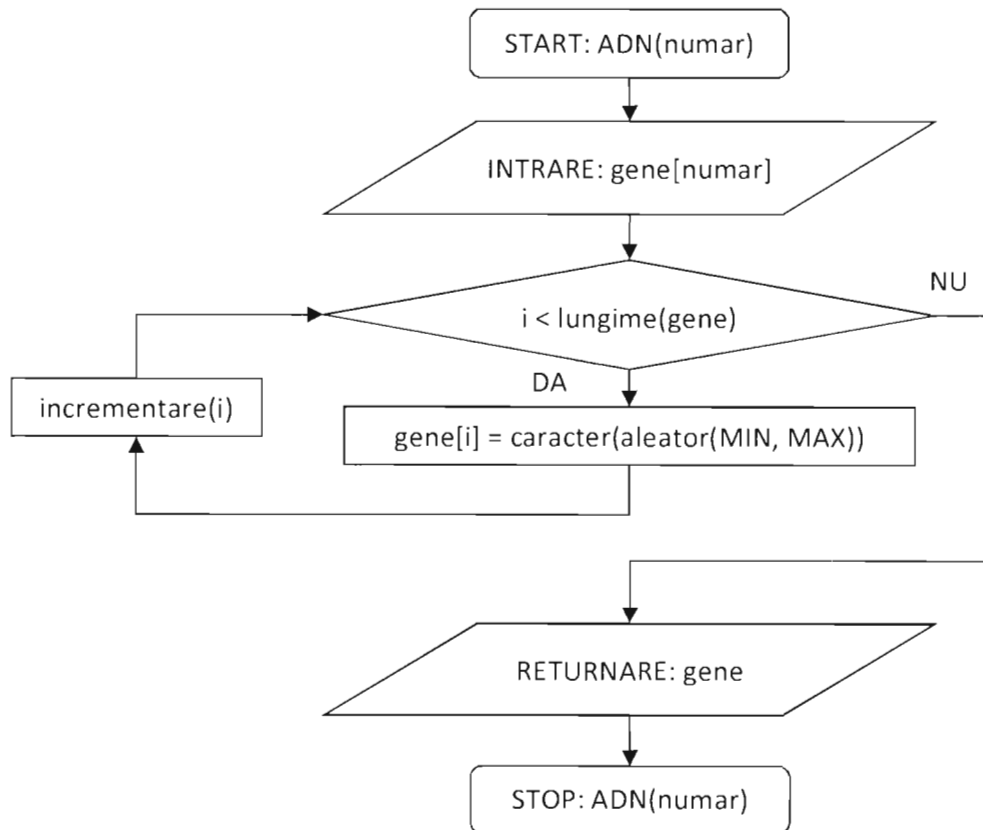 START: ADN(numar)
INTRARE: gene[numar]
NU
i < lungime(gene)
DA
incrementare(i)
gene[i] = caracter(aleator(MIN, MAX))
RETURNARE: gene
STOP: ADN(numar)